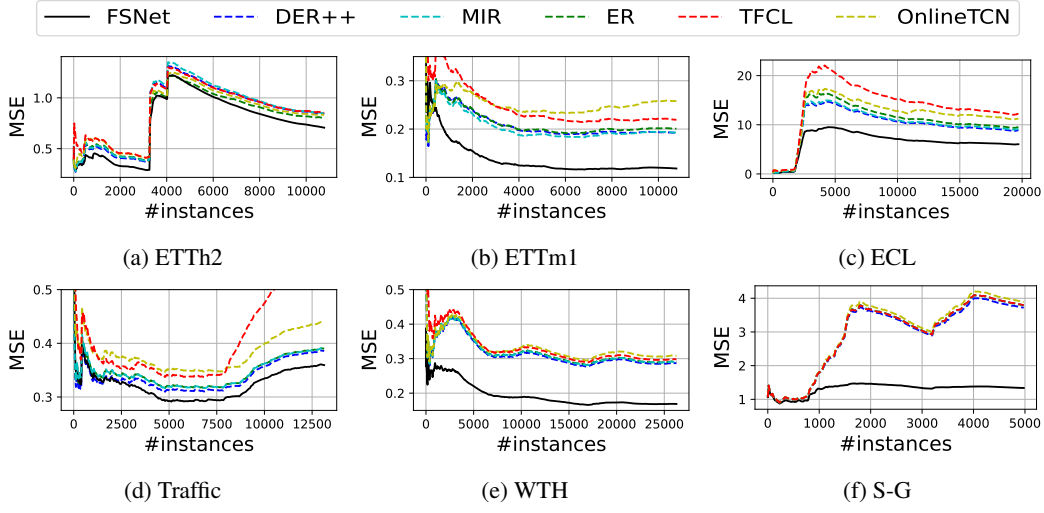 FSNet DER++ MIR ER TFCL OnlineTCN
MSE
1.0
0.5
0 2000 4000 6000 8000 10000
#instances
(a) ETTh2
MSE
0.3
0.2
0.1
0 2000 4000 6000 8000 10000
#instances
(b) ETTm1
MSE
20
10
0
0 5000 10000 15000 20000
#instances
(c) ECL
MSE
0.5
0.4
0.3
0 2500 5000 7500 10000 12500
#instances
(d) Traffic
MSE
0.5
0.4
0.3
0.2
0 5000 10000 15000 20000 25000
#instances
(e) WTH
MSE
4
3
2
1
0 1000 2000 3000 4000 5000
#instances
(f) S-G